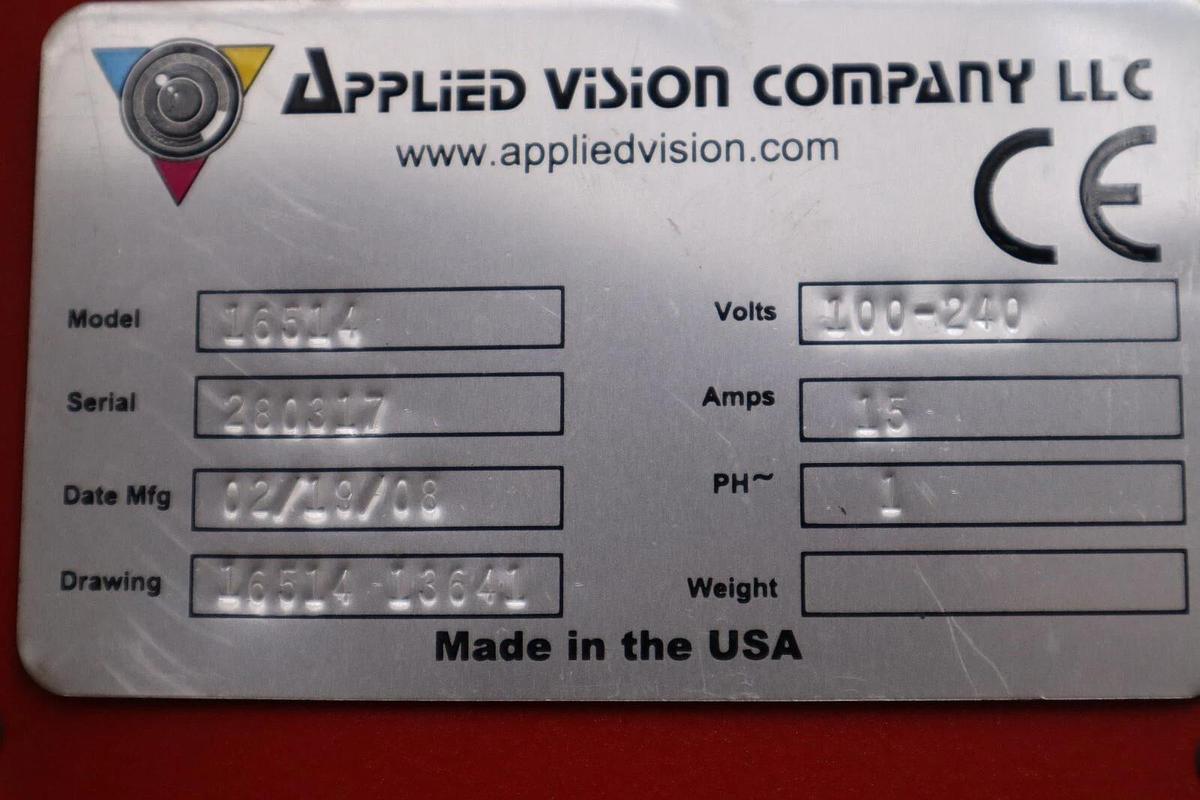 APPLIED VISION COMPANY LLC
www.appliedvision.com
CE
Model 16514
Volts 100-240
Serial 280317
Amps 15
Date Mfg 02/19/08
PH~ 1
Drawing 16514 13641
Weight
Made in the USA